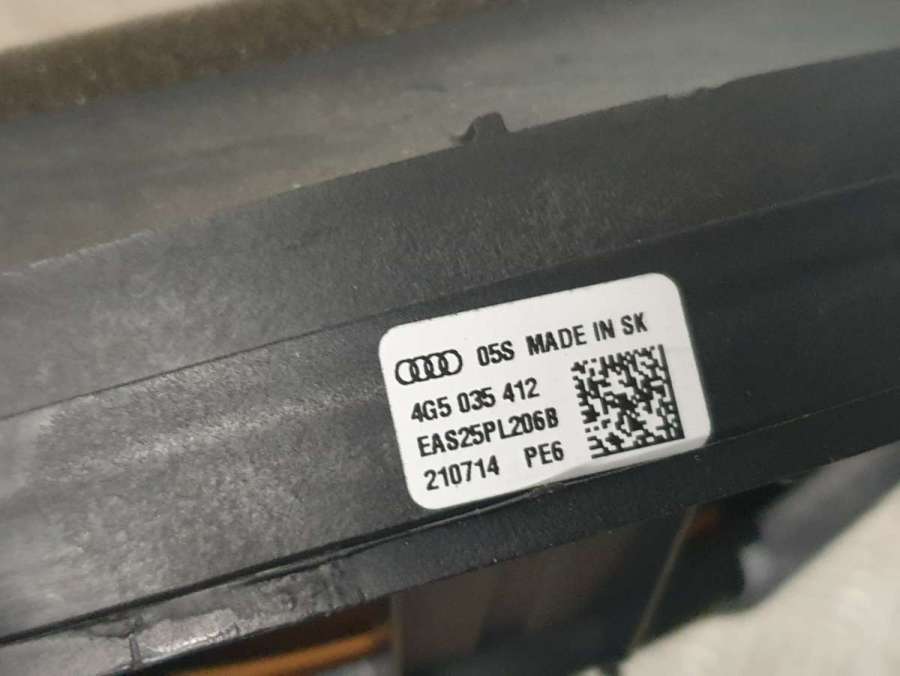 05S MADE IN SK
4G5 035 412
EAS25PL206B
210714 PE6